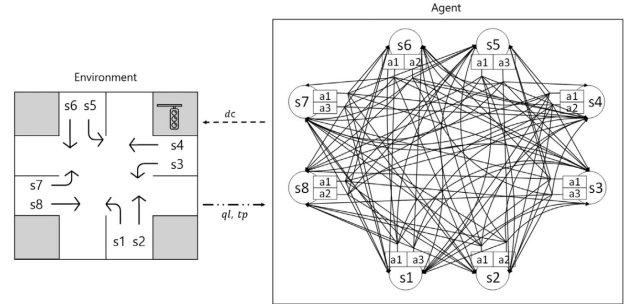 Agent
Environment
s6 s5
s4
s3
s7
s8
s1 s2
dc
ql, tp
s6
a1 a2
s5
a1 a3
s7
a1
a3
a1
a2
s4
s8
a1
a2
a1
a3
s3
a1 a3
s1
a1 a2
s2